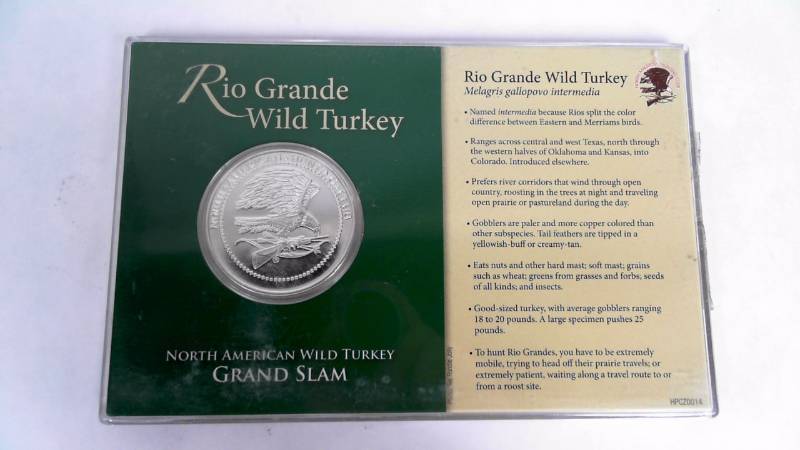 Rio Grande
Wild Turkey
NORTH AMERICAN WILD TURKEY
GRAND SLAM
Rio Grande Wild Turkey
Melagris gallopovo intermedia
• Named intermedia because Rios split the color
difference between Eastern and Merriams birds.
• Ranges across central and west Texas, north through
the western halves of Oklahoma and Kansas, into
Colorado. Introduced elsewhere.
• Prefers river corridors that wind through open
country, roosting in the trees at night and traveling
open prairie or pastureland during the day.
• Gobblers are paler and more copper colored than
other subspecies. Tail feathers are tipped in a
yellowish-buff or creamy-tan.
• Eats nuts and other hard mast; soft mast; grains
such as wheat; greens from grasses and forbs; seeds
of all kinds; and insects.
• Good-sized turkey, with average gobblers ranging
18 to 20 pounds. A large specimen pushes 25
pounds.
• To hunt Rio Grandes, you have to be extremely
mobile, trying to head off their prairie travels; or
extremely patient, waiting along a travel route to or
from a roost site.
HPCZ0014